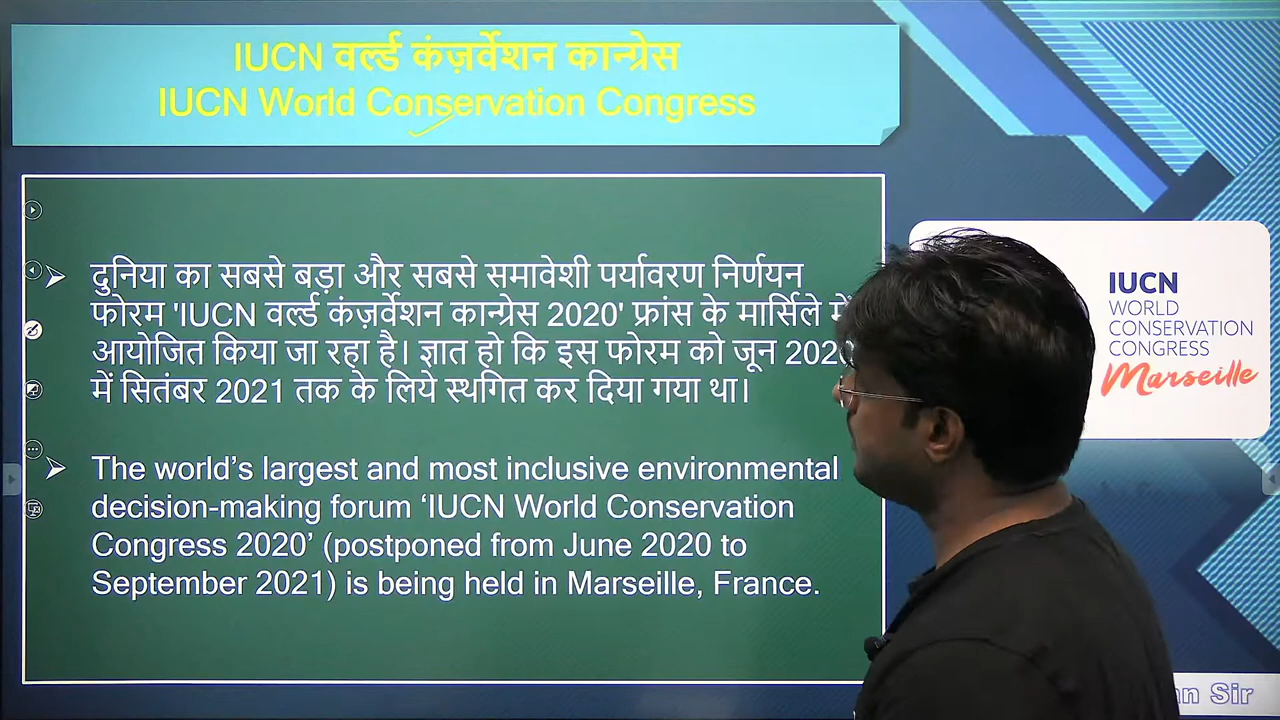 IUCN वर्ल्ड कंज़र्वेशन कान्ग्रेस
IUCN World Conservation Congress
दुनिया का सबसे बड़ा और सबसे समावेशी पर्यावरण निर्णयन
फोरम 'IUCN वर्ल्ड कंज़र्वेशन कान्ग्रेस 2020' फ्रांस के मार्सिले में
आयोजित किया जा रहा है। ज्ञात हो कि इस फोरम को जून 2020
में सितंबर 2021 तक के लिये स्थगित कर दिया गया था।
The world’s largest and most inclusive environmental
decision-making forum ‘IUCN World Conservation
Congress 2020’ (postponed from June 2020 to
September 2021) is being held in Marseille, France.
IUCN
WORLD
CONSERVATION
CONGRESS
Marseille
Sir